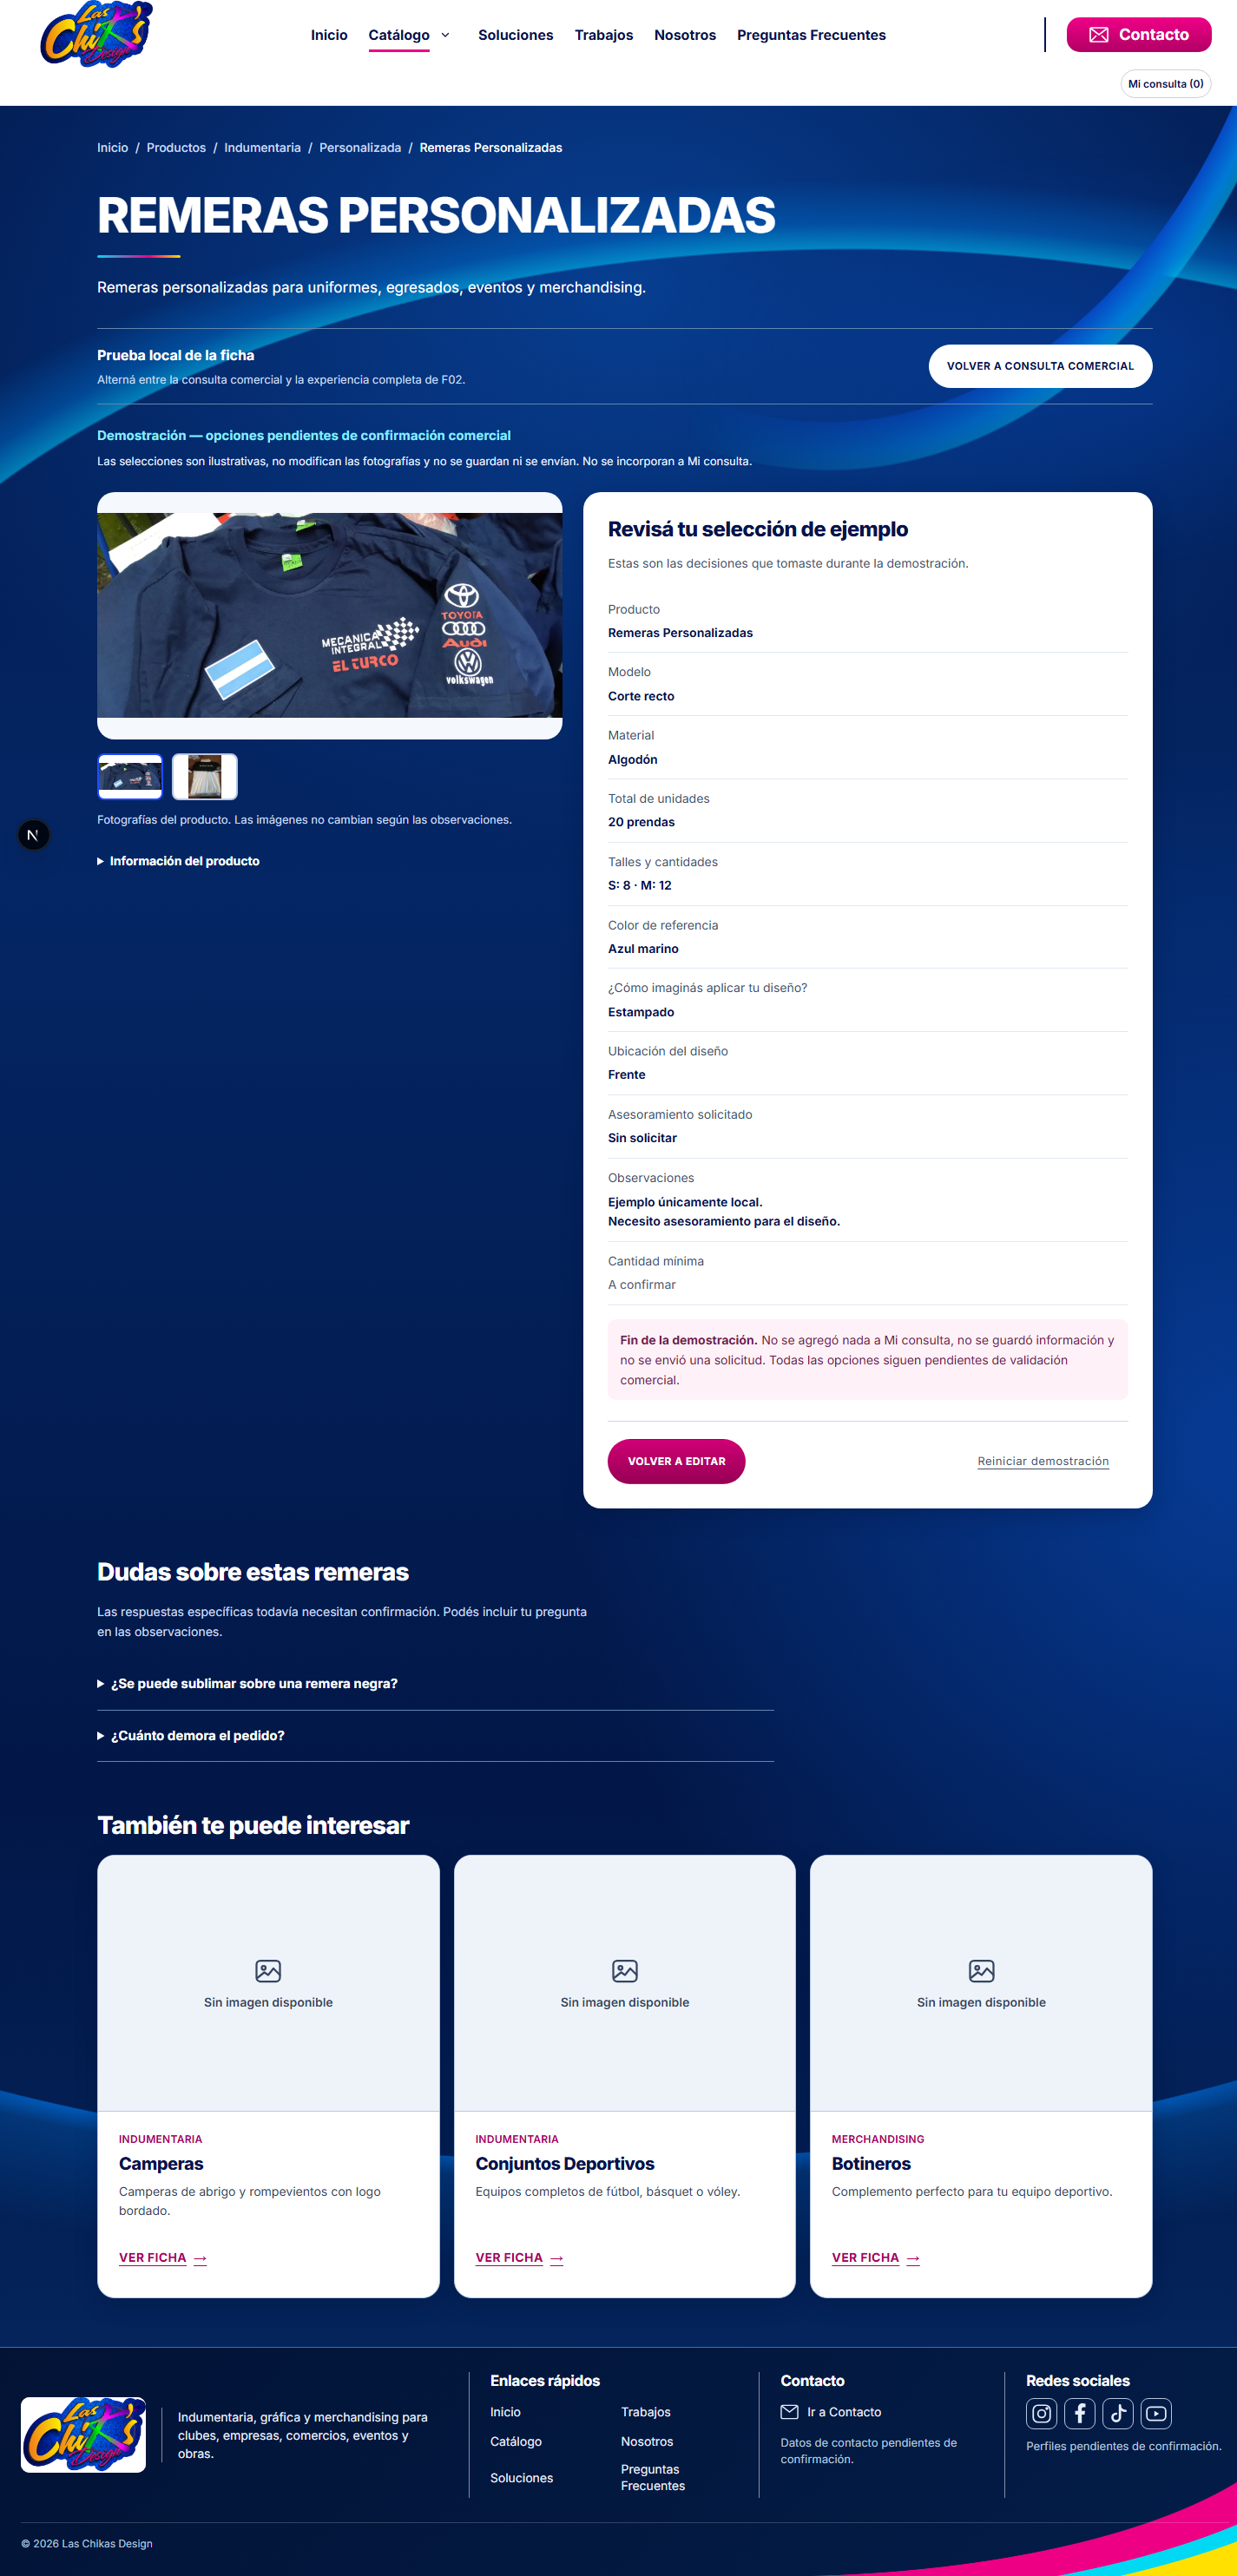 Las
Chik's
Design
Inicio
Catálogo
Soluciones
Trabajos
Nosotros
Preguntas Frecuentes
Contacto
Mi consulta (0)
Inicio / Productos / Indumentaria / Personalizada / Remeras Personalizadas
REMERAS PERSONALIZADAS
Remeras personalizadas para uniformes, egresados, eventos y merchandising.
Prueba local de la ficha
Alterná entre la consulta comercial y la experiencia completa de F02.
VOLVER A CONSULTA COMERCIAL
Demostración — opciones pendientes de confirmación comercial
Las selecciones son ilustrativas, no modifican las fotografías y no se guardan ni se envían. No se incorporan a Mi consulta.
MECANICA
INTEGRAL
EL TURCO
TOYOTA
Audi
Volkswagen
Fotografías del producto. Las imágenes no cambian según las observaciones.
Información del producto
Revisá tu selección de ejemplo
Estas son las decisiones que tomaste durante la demostración.
Producto
Remeras Personalizadas
Modelo
Corte recto
Material
Algodón
Total de unidades
20 prendas
Talles y cantidades
S: 8 · M: 12
Color de referencia
Azul marino
¿Cómo imaginás aplicar tu diseño?
Estampado
Ubicación del diseño
Frente
Asesoramiento solicitado
Sin solicitar
Observaciones
Ejemplo únicamente local.
Necesito asesoramiento para el diseño.
Cantidad mínima
A confirmar
Fin de la demostración. No se agregó nada a Mi consulta, no se guardó información y
no se envió una solicitud. Todas las opciones siguen pendientes de validación
comercial.
VOLVER A EDITAR
Reiniciar demostración
Dudas sobre estas remeras
Las respuestas específicas todavía necesitan confirmación. Podés incluir tu pregunta
en las observaciones.
¿Se puede sublimar sobre una remera negra?
¿Cuánto demora el pedido?
También te puede interesar
Sin imagen disponible
INDUMENTARIA
Camperas
Camperas de abrigo y rompevientos con logo
bordado.
VER FICHA →
Sin imagen disponible
INDUMENTARIA
Conjuntos Deportivos
Equipos completos de fútbol, básquet o vóley.
VER FICHA →
Sin imagen disponible
MERCHANDISING
Botineros
Complemento perfecto para tu equipo deportivo.
VER FICHA →
Las
Chik's
Design
Indumentaria, gráfica y merchandising para
clubes, empresas, comercios, eventos y
obras.
Enlaces rápidos
Inicio
Trabajos
Catálogo
Nosotros
Soluciones
Preguntas
Frecuentes
Contacto
Ir a Contacto
Datos de contacto pendientes de
confirmación.
Redes sociales
Perfiles pendientes de confirmación.
© 2026 Las Chikas Design